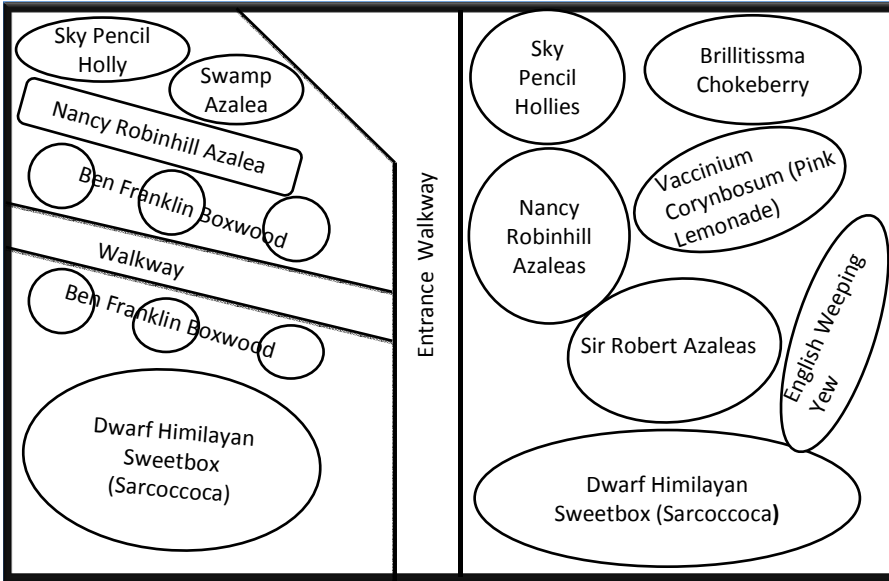 Sky Pencil
Holly
Swamp
Azalea
Nancy Robinhill Azalea
Ben Franklin Boxwood
Walkway
Ben Franklin Boxwood
Dwarf Himilayan
Sweetbox
(Sarcoccoca)
Entrance Walkway
Sky
Pencil
Hollies
Brillitissma
Chokeberry
Vaccinium
Corynbosum (Pink
Lemonade)
Nancy
Robinhill
Azaleas
Sir Robert Azaleas
English Weeping
Yew
Dwarf Himilayan
Sweetbox (Sarcoccoca)